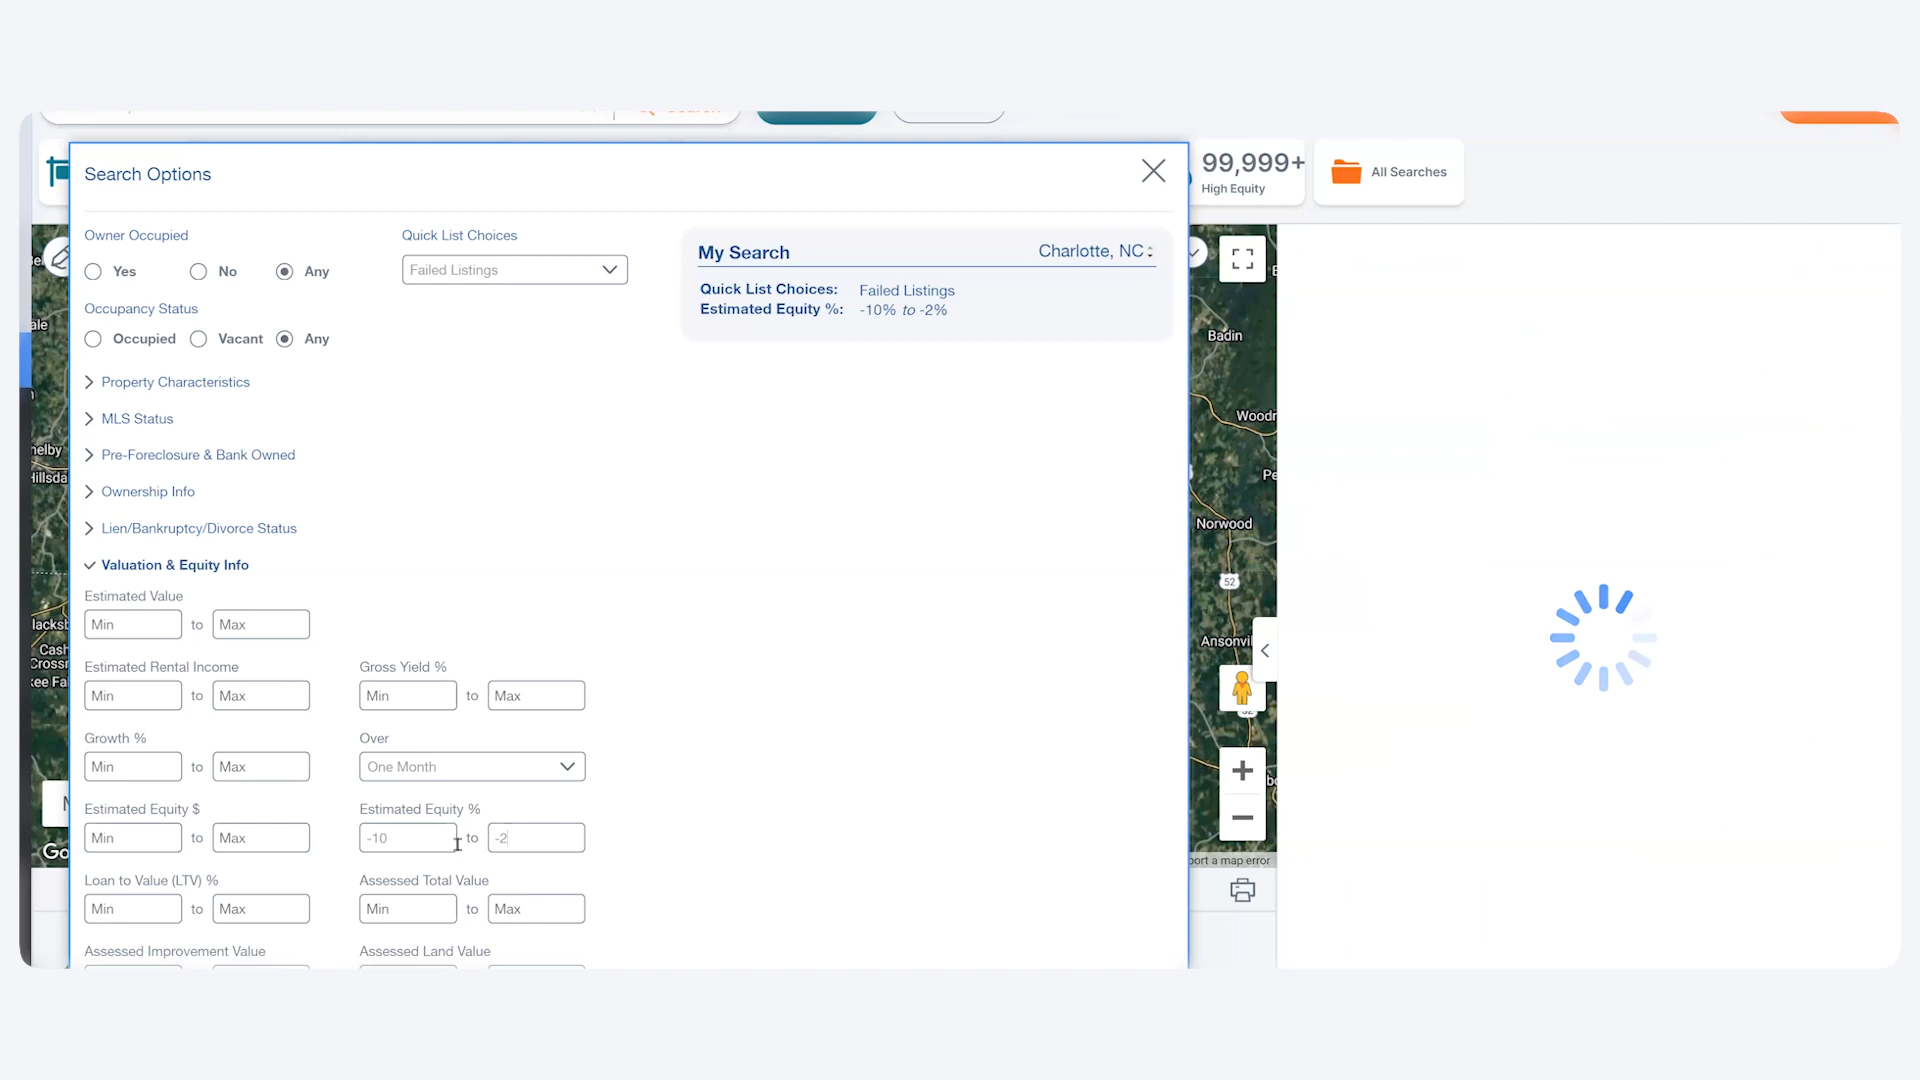 Search Options
99,999+
High Equity
All Searches
Owner Occupied
Yes
No
Any
Quick List Choices
Failed Listings
My Search
Charlotte, NC
Quick List Choices: Failed Listings
Estimated Equity %: -10% to -2%
Occupancy Status
Occupied
Vacant
Any
Property Characteristics
MLS Status
Pre-Foreclosure & Bank Owned
Ownership Info
Lien/Bankruptcy/Divorce Status
Valuation & Equity Info
Estimated Value
Min to Max
Estimated Rental Income
Min to Max
Gross Yield %
Min to Max
Growth %
Min to Max
Over
One Month
Estimated Equity $
Min to Max
Estimated Equity %
-10 to -2
Loan to Value (LTV) %
Min to Max
Assessed Total Value
Min to Max
Assessed Improvement Value
Assessed Land Value
Badin
Norwood
52
port a map error